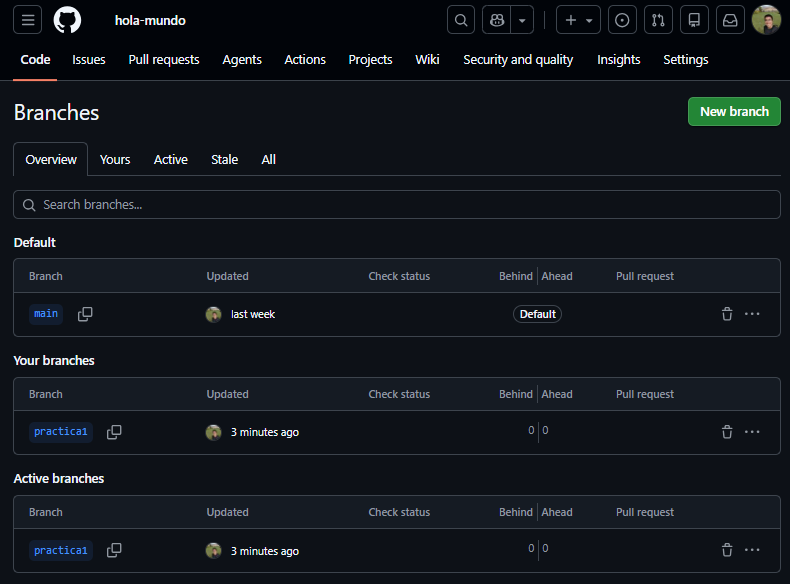 hola-mundo
Code Issues Pull requests Agents Actions Projects Wiki Security and quality Insights Settings
Branches
New branch
Overview Yours Active Stale All
Search branches...
Default
Branch Updated Check status Behind Ahead Pull request
main last week Default
Your branches
Branch Updated Check status Behind Ahead Pull request
practica1 3 minutes ago 0 0
Active branches
Branch Updated Check status Behind Ahead Pull request
practica1 3 minutes ago 0 0